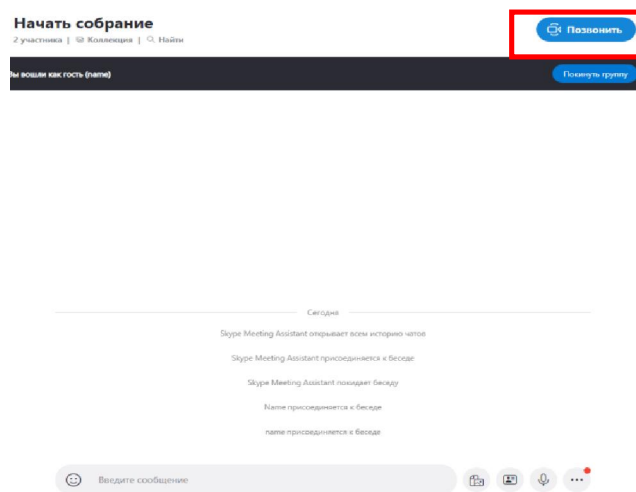 Начать собрание
Позвонить
2 участника | Коллекция | Найти
Вы вошли как гость (name)
Покинуть группу
Сегодня
Skype Meeting Assistant открывает всем историю чатов
Skype Meeting Assistant присоединяется к беседе
Skype Meeting Assistant покидает беседу
Name присоединяется к беседе
name присоединяется к беседе
Введите сообщение